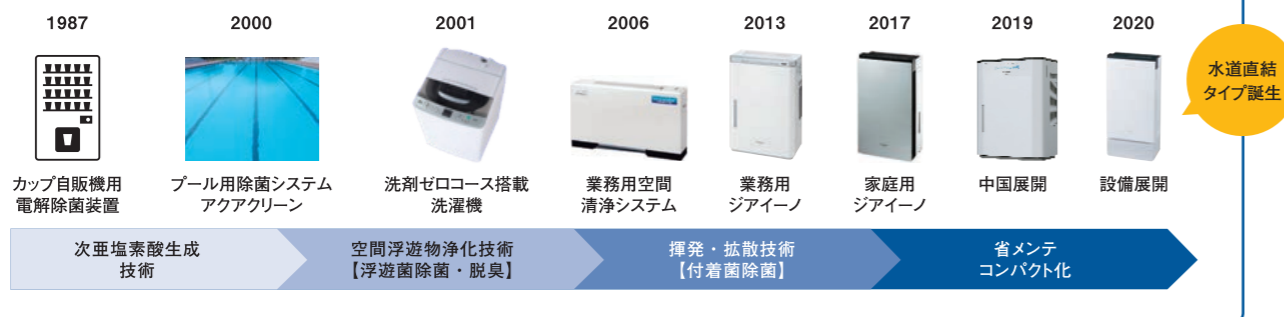 1987
2000
2001
2006
2013
2017
2019
2020
水道直結
タイプ誕生
カップ自販機用
電解除菌装置
プール用除菌システム
アクアクリーン
洗剤ゼロコース搭載
洗濯機
業務用空間
清浄システム
業務用
ジアイーノ
家庭用
ジアイーノ
中国展開
設備展開
次亜塩素酸生成
技術
空間浮遊物浄化技術
【浮遊菌除菌・脱臭】
揮発・拡散技術
【付着菌除菌】
省メンテ
コンパクト化